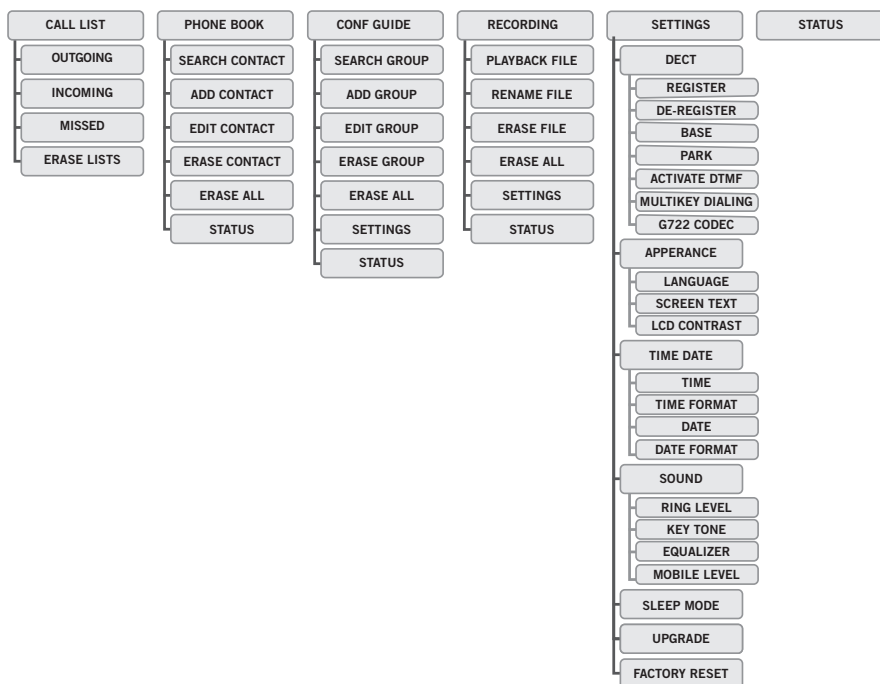 CALL LIST
OUTGOING
INCOMING
MISSED
ERASE LISTS
PHONE BOOK
SEARCH CONTACT
ADD CONTACT
EDIT CONTACT
ERASE CONTACT
ERASE ALL
STATUS
CONF GUIDE
SEARCH GROUP
ADD GROUP
EDIT GROUP
ERASE GROUP
ERASE ALL
SETTINGS
STATUS
RECORDING
PLAYBACK FILE
RENAME FILE
ERASE FILE
ERASE ALL
SETTINGS
STATUS
SETTINGS
DECT
REGISTER
DE-REGISTER
BASE
PARK
ACTIVATE DTMF
MULTIKEY DIALING
G722 CODEC
APPERANCE
LANGUAGE
SCREEN TEXT
LCD CONTRAST
TIME DATE
TIME
TIME FORMAT
DATE
DATE FORMAT
SOUND
RING LEVEL
KEY TONE
EQUALIZER
MOBILE LEVEL
SLEEP MODE
UPGRADE
FACTORY RESET
STATUS